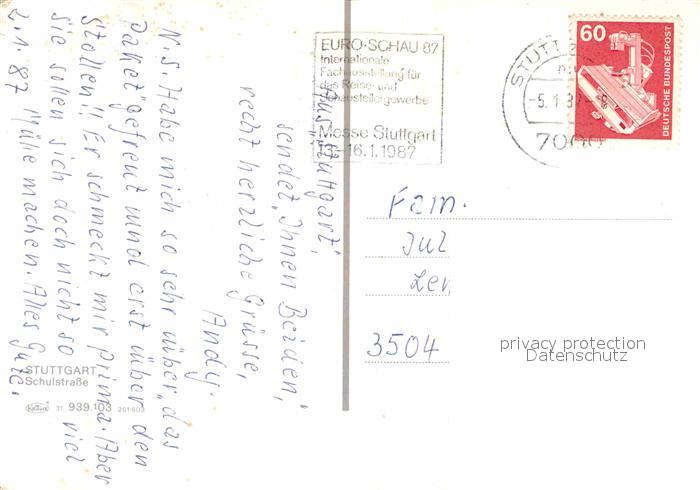 Aus Stuttgart,
sendet, Ihnen Beiden,
recht herzliche Grüsse,
Andy.
N.S. Habe mich so sehr über „das
Paket" gefreut und erst über den
Stollen!! Er schmeckt mir prima. Aber
sie sollen sich doch nicht so viel
Mühe machen. Alles Gute.
2.1.87
EURO-SCHAU 87
Internationale
Fachausstellung für
das Reise- und
Schaustellergewerbe
Messe Stuttgart
13.-16.1.1987
STUTT
-5.1.87-
7000
60
DEUTSCHE BUNDESPOST
Fam.
Jul
Len
3504
privacy protection
Datenschutz
STUTTGART
Schulstraße
31 939.103 261603